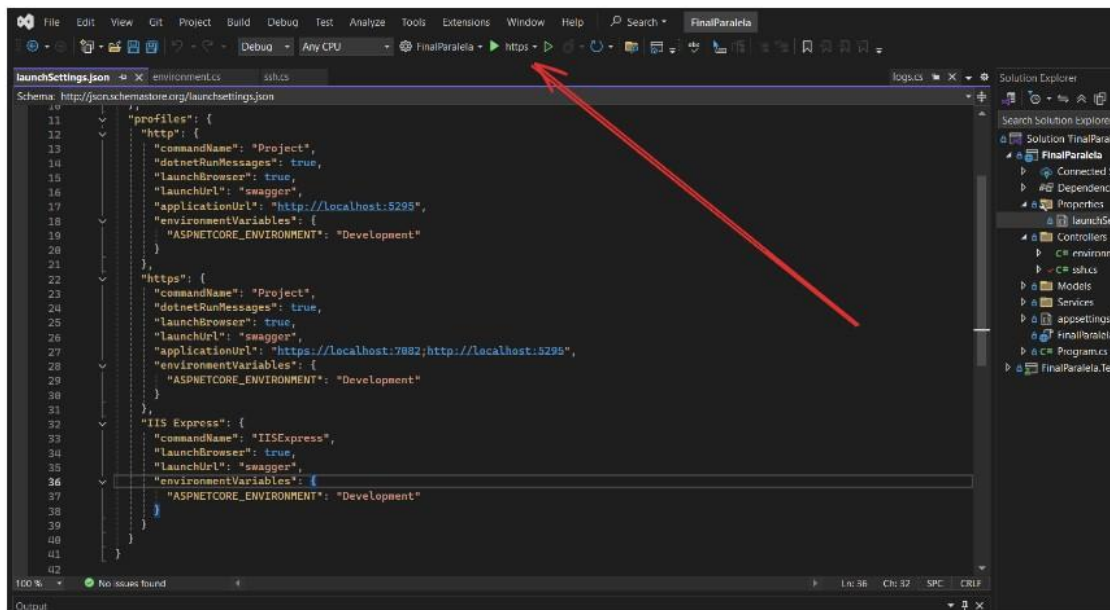 File Edit View Git Project Build Debug Test Analyze Tools Extensions Window Help Search FinalParalela
Debug Any CPU FinalParalela https
launchSettings.json environment.cs ssh.cs logs.cs Solution Explorer
Schema: http://json.schemastore.org/launchsettings.json
Search Solution Explore
10 },
11 "profiles": {
12 "http": {
13 "commandName": "Project",
14 "dotnetRunMessages": true,
15 "launchBrowser": true,
16 "launchUrl": "swagger",
17 "applicationUrl": "http://localhost:5295",
18 "environmentVariables": {
19 "ASPNETCORE_ENVIRONMENT": "Development"
20 }
21 },
22 "https": {
23 "commandName": "Project",
24 "dotnetRunMessages": true,
25 "launchBrowser": true,
26 "launchUrl": "swagger",
27 "applicationUrl": "https://localhost:7082;http://localhost:5295",
28 "environmentVariables": {
29 "ASPNETCORE_ENVIRONMENT": "Development"
30 }
31 },
32 "IIS Express": {
33 "commandName": "IISExpress",
34 "launchBrowser": true,
35 "launchUrl": "swagger",
36 "environmentVariables": {
37 "ASPNETCORE_ENVIRONMENT": "Development"
38 }
39 }
40 }
41 }
42
Solution 'FinalPara
FinalParalela
Connected
Dependenc
Properties
launchSe
Controllers
C# environm
C# ssh.cs
Models
Services
appsettings
FinalParalel
C# Program.cs
FinalParalela.Te
100 % No issues found Ln: 36 Ch: 32 SPC CRLF
Output